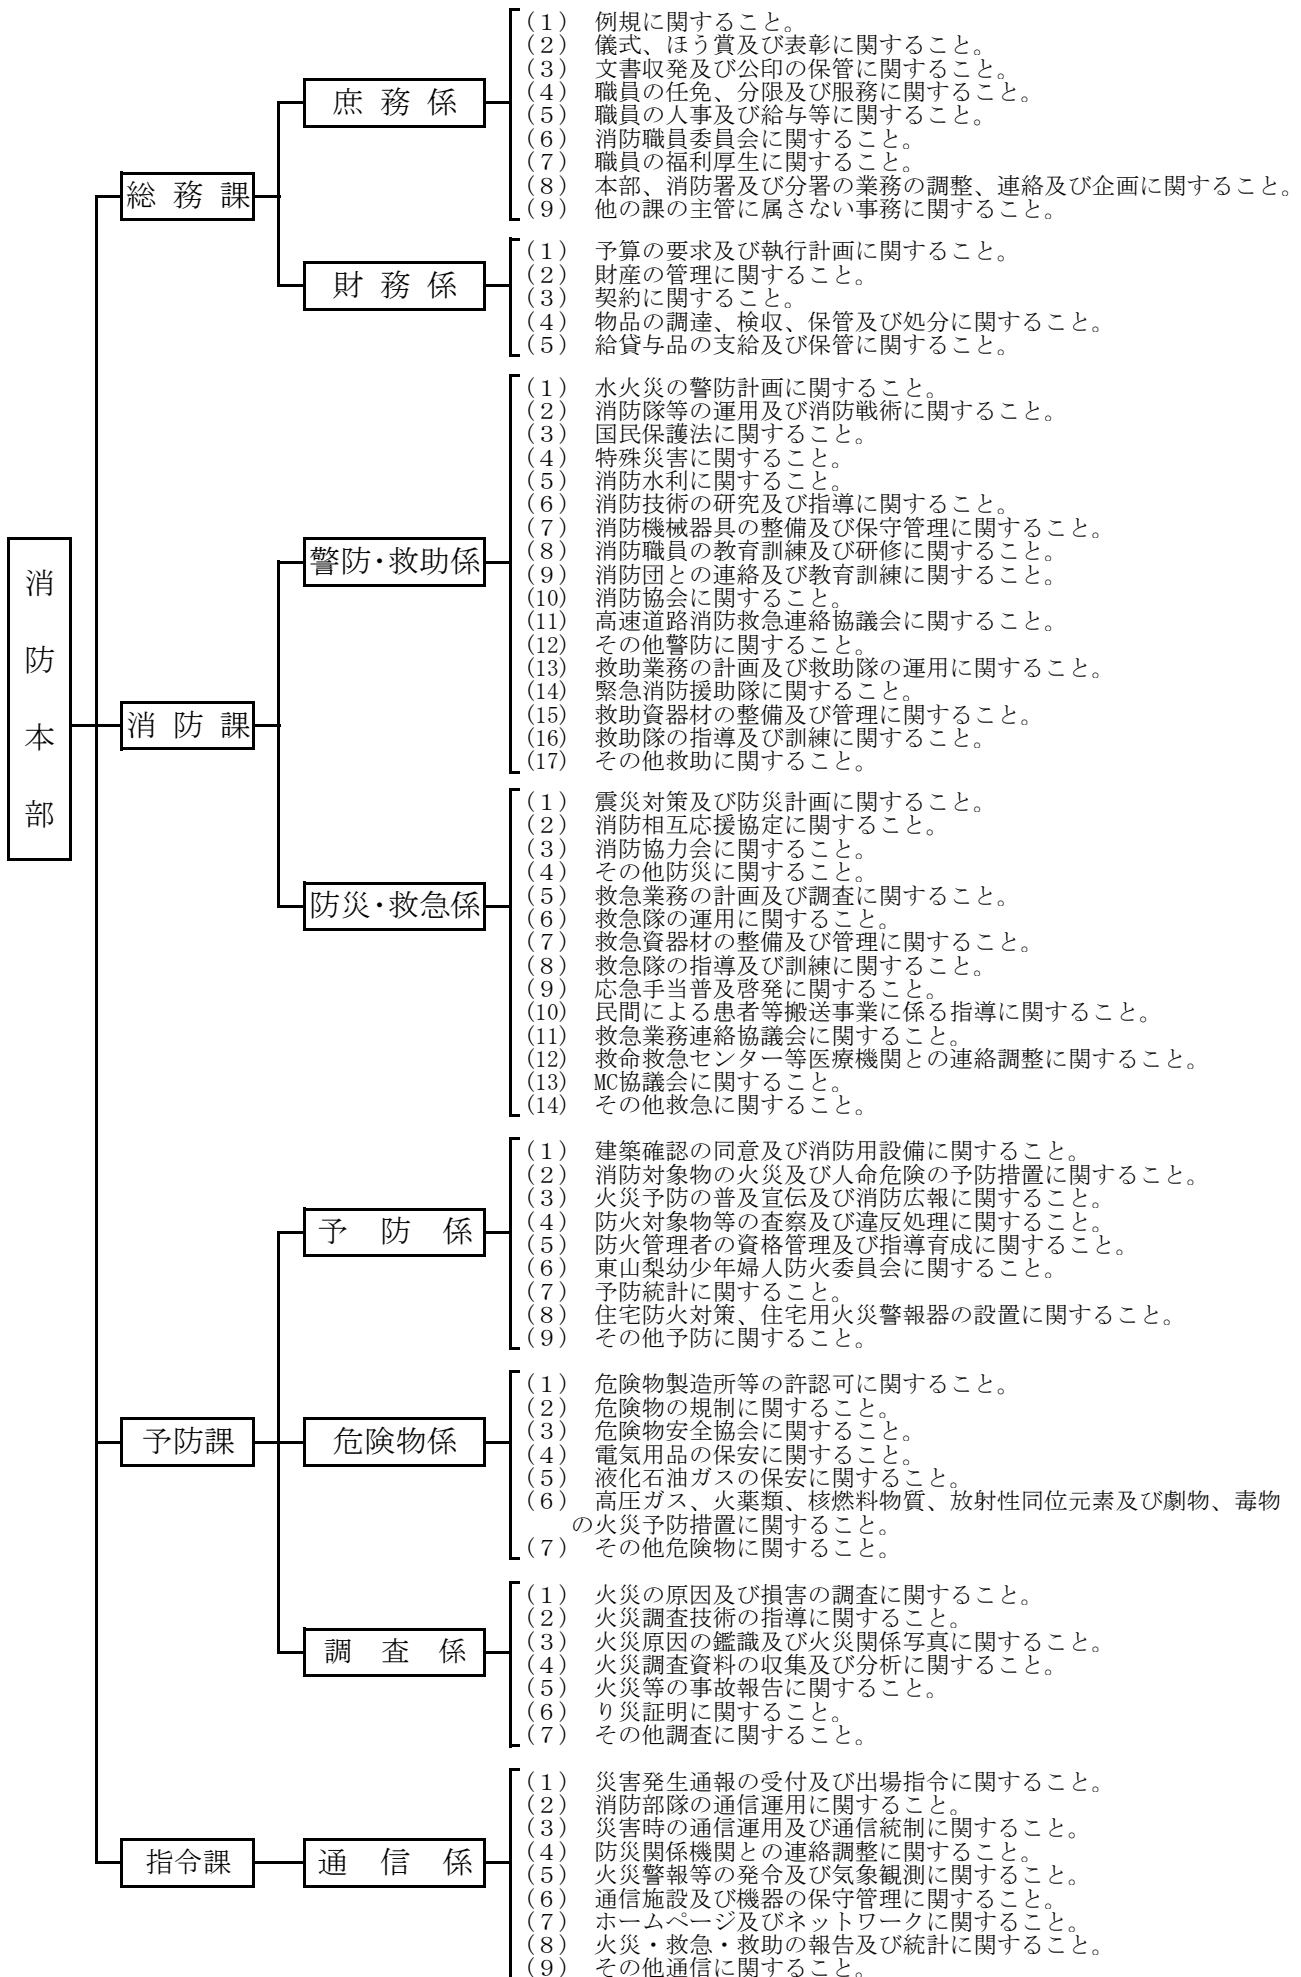 消防本部
総務課
庶務係
(1) 例規に関すること。
(2) 儀式、ほう賞及び表彰に関すること。
(3) 文書収発及び公印の保管に関すること。
(4) 職員の任免、分限及び服務に関すること。
(5) 職員の人事及び給与等に関すること。
(6) 消防職員委員会に関すること。
(7) 職員の福利厚生に関すること。
(8) 本部、消防署及び分署の業務の調整、連絡及び企画に関すること。
(9) 他の課の主管に属さない事務に関すること。
財務係
(1) 予算の要求及び執行計画に関すること。
(2) 財産の管理に関すること。
(3) 契約に関すること。
(4) 物品の調達、検収、保管及び処分に関すること。
(5) 給貸与品の支給及び保管に関すること。
消防課
警防・救助係
(1) 水火災の警防計画に関すること。
(2) 消防隊等の運用及び消防戦術に関すること。
(3) 国民保護法に関すること。
(4) 特殊災害に関すること。
(5) 消防水利に関すること。
(6) 消防技術の研究及び指導に関すること。
(7) 消防機械器具の整備及び保守管理に関すること。
(8) 消防職員の教育訓練及び研修に関すること。
(9) 消防団との連絡及び教育訓練に関すること。
(10) 消防協会に関すること。
(11) 高速道路消防救急連絡協議会に関すること。
(12) その他警防に関すること。
(13) 救助業務の計画及び救助隊の運用に関すること。
(14) 緊急消防援助隊に関すること。
(15) 救助資器材の整備及び管理に関すること。
(16) 救助隊の指導及び訓練に関すること。
(17) その他救助に関すること。
防災・救急係
(1) 震災対策及び防災計画に関すること。
(2) 消防相互応援協定に関すること。
(3) 消防協力会に関すること。
(4) その他防災に関すること。
(5) 救急業務の計画及び調査に関すること。
(6) 救急隊の運用に関すること。
(7) 救急資器材の整備及び管理に関すること。
(8) 救急隊の指導及び訓練に関すること。
(9) 応急手当普及啓発に関すること。
(10) 民間による患者等搬送事業に係る指導に関すること。
(11) 救急業務連絡協議会に関すること。
(12) 救命救急センター等医療機関との連絡調整に関すること。
(13) MC協議会に関すること。
(14) その他救急に関すること。
予防課
予防係
(1) 建築確認の同意及び消防用設備に関すること。
(2) 消防対象物の火災及び人命危険の予防措置に関すること。
(3) 火災予防の普及宣伝及び消防広報に関すること。
(4) 防火対象物等の査察及び違反処理に関すること。
(5) 防火管理者の資格管理及び指導育成に関すること。
(6) 東山梨幼少年婦人防火委員会に関すること。
(7) 予防統計に関すること。
(8) 住宅防火対策、住宅用火災警報器の設置に関すること。
(9) その他予防に関すること。
危険物係
(1) 危険物製造所等の許認可に関すること。
(2) 危険物の規制に関すること。
(3) 危険物安全協会に関すること。
(4) 電気用品の保安に関すること。
(5) 液化石油ガスの保安に関すること。
(6) 高圧ガス、火薬類、核燃料物質、放射性同位元素及び劇物、毒物
の火災予防措置に関すること。
(7) その他危険物に関すること。
調査係
(1) 火災の原因及び損害の調査に関すること。
(2) 火災調査技術の指導に関すること。
(3) 火災原因の鑑識及び火災関係写真に関すること。
(4) 火災調査資料の収集及び分析に関すること。
(5) 火災等の事故報告に関すること。
(6) り災証明に関すること。
(7) その他調査に関すること。
指令課
通信係
(1) 災害発生通報の受付及び出場指令に関すること。
(2) 消防部隊の通信運用に関すること。
(3) 災害時の通信運用及び通信統制に関すること。
(4) 防災関係機関との連絡調整に関すること。
(5) 火災警報等の発令及び気象観測に関すること。
(6) 通信施設及び機器の保守管理に関すること。
(7) ホームページ及びネットワークに関すること。
(8) 火災・救急・救助の報告及び統計に関すること。
(9) その他通信に関すること。